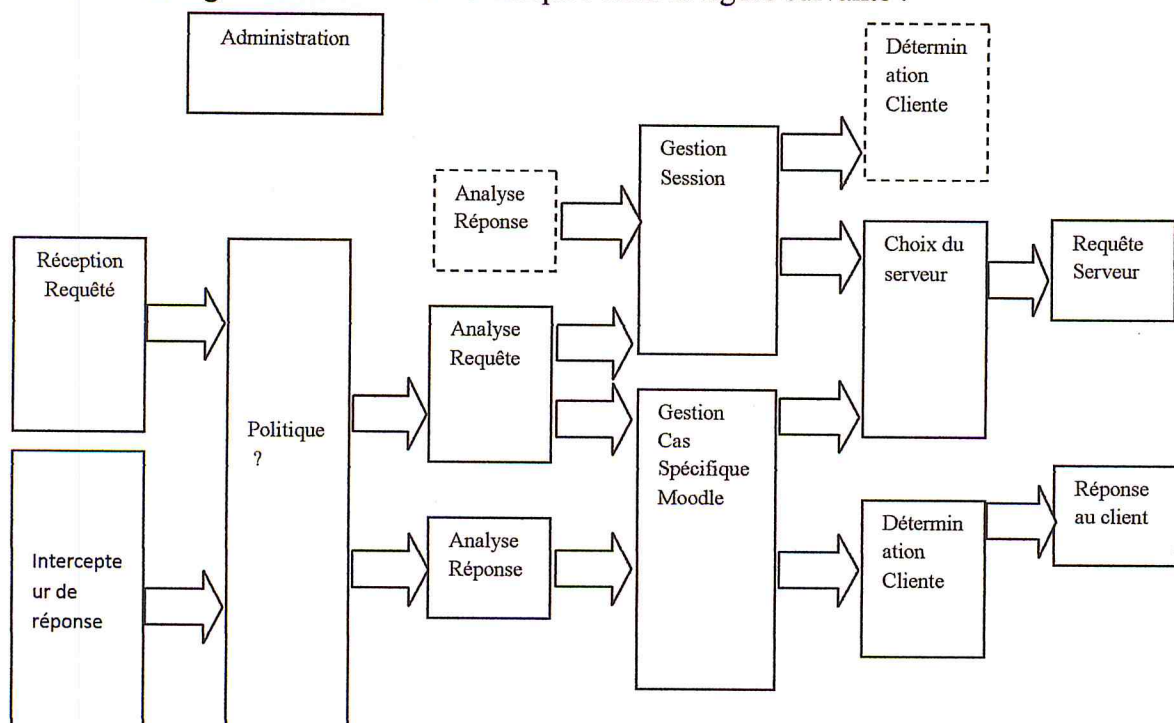 suivante :
Administration
Détermin
ation
Cliente
Gestion
Session
Analyse
Réponse
Réception
Requêté
Choix du
serveur
Requête
Serveur
Analyse
Requête
Politique
?
Gestion
Cas
Spécifique
Moodle
Réponse
au client
Détermin
ation
Cliente
Analyse
Réponse
Intercepte
ur de
réponse